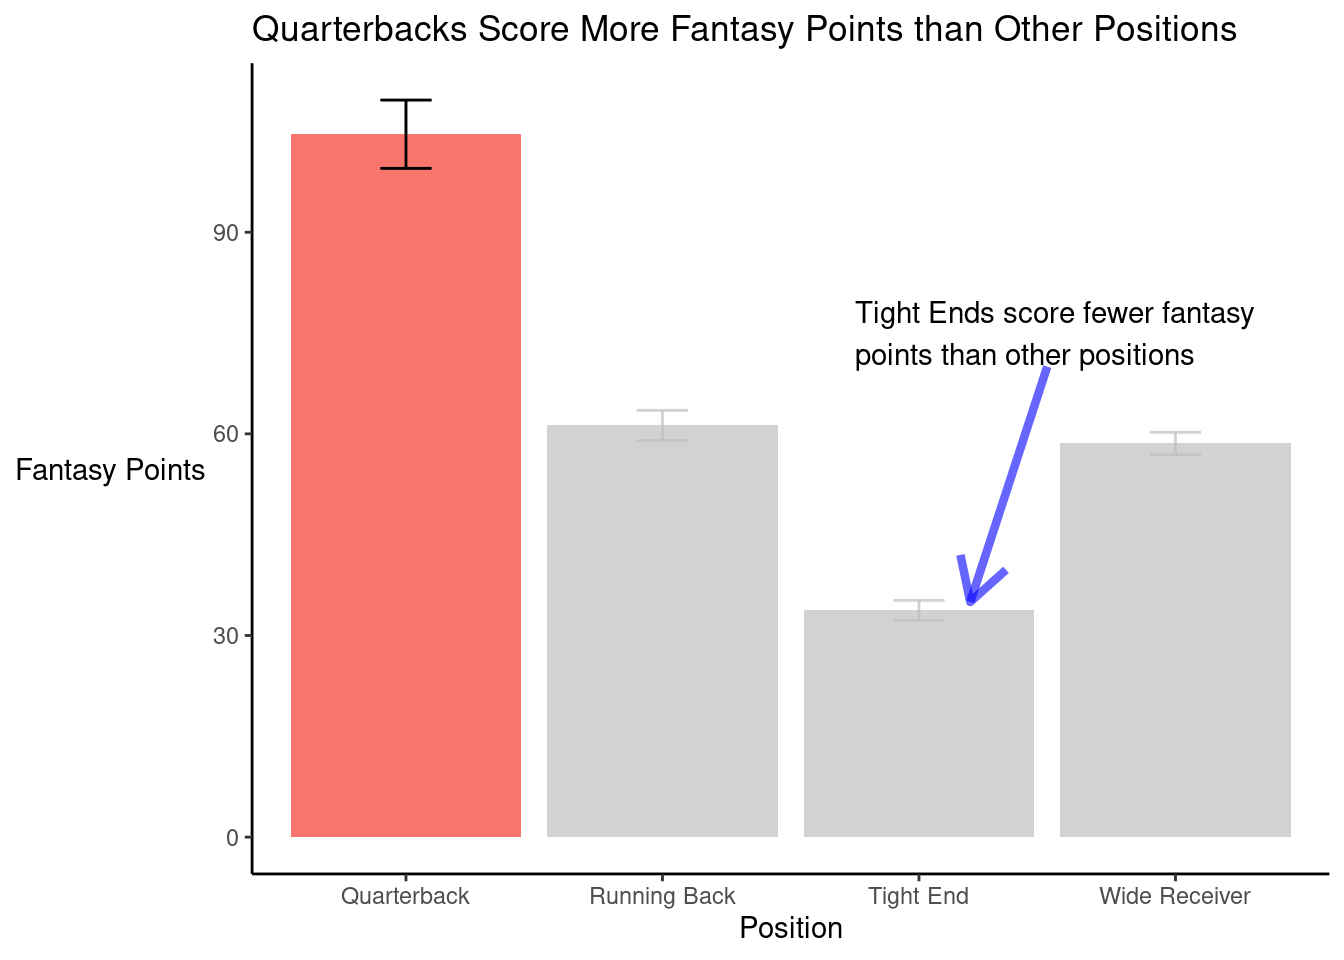 Quarterbacks Score More Fantasy Points than Other Positions
90
60
30
0
Fantasy Points
Tight Ends score fewer fantasy
points than other positions
Quarterback
Running Back
Tight End
Wide Receiver
Position